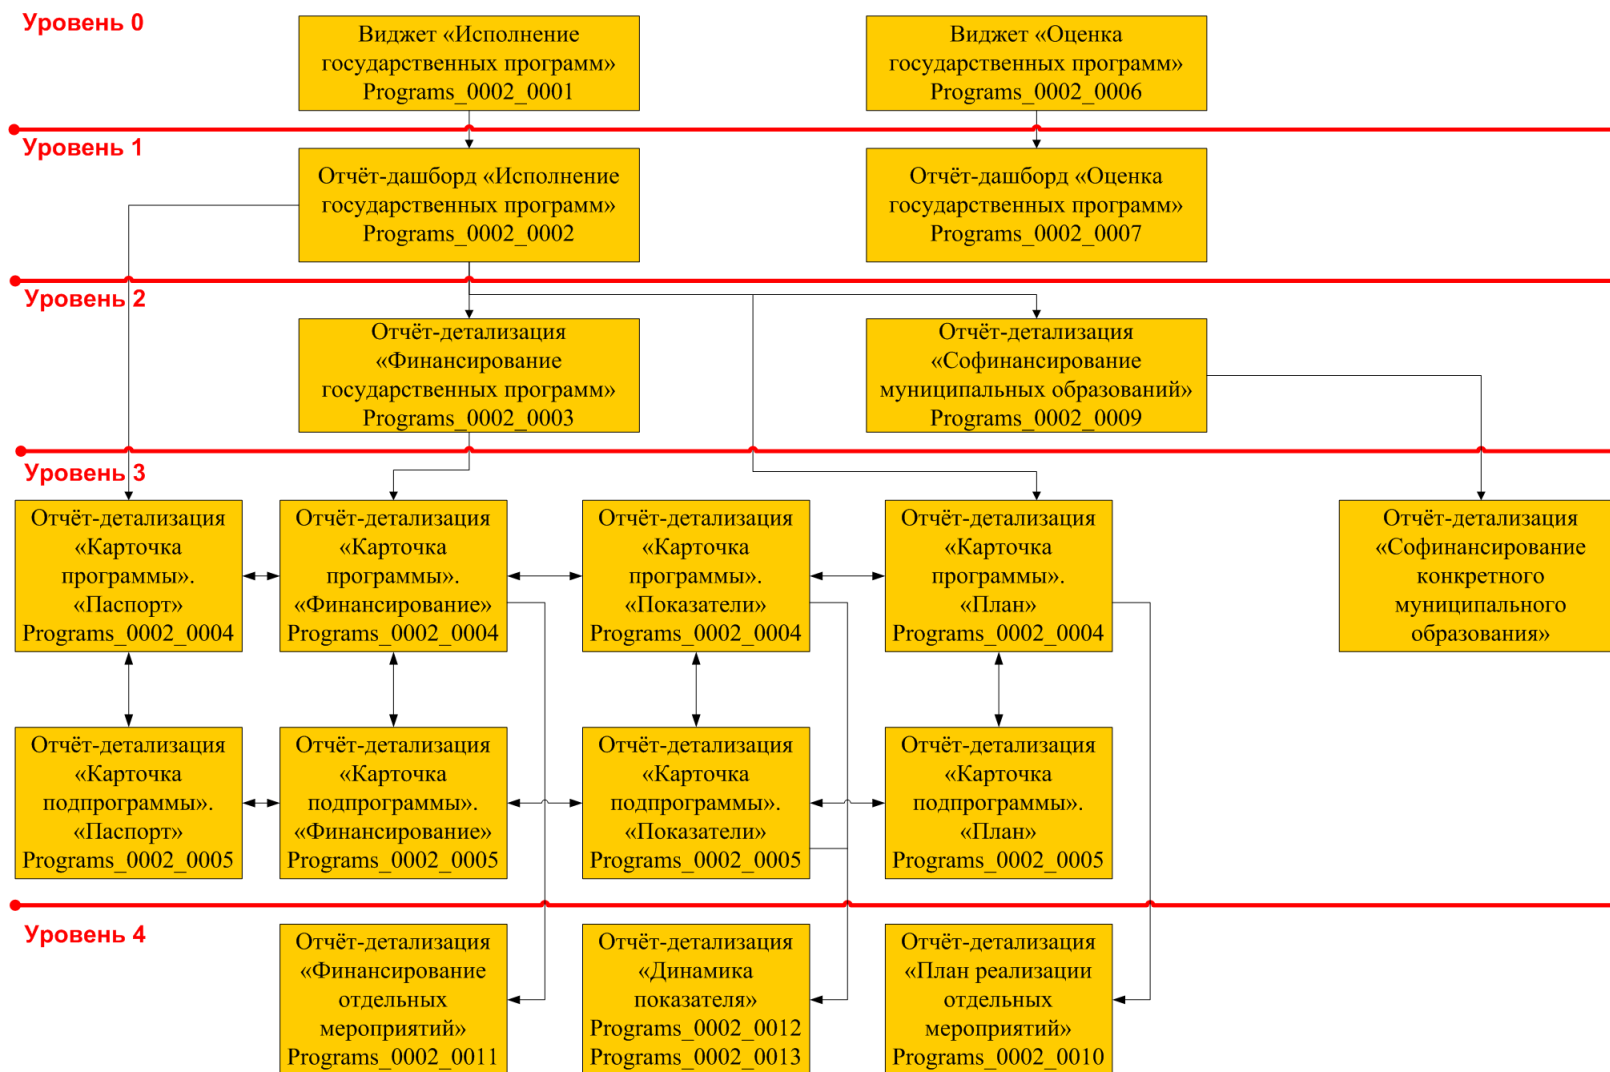 Уровень 0
Виджет «Исполнение
государственных программ»
Programs_0002_0001
Виджет «Оценка
государственных программ»
Programs_0002_0006
Уровень 1
Отчёт-дашборд «Исполнение
государственных программ»
Programs_0002_0002
Отчёт-дашборд «Оценка
государственных программ»
Programs_0002_0007
Уровень 2
Отчёт-детализация
«Финансирование
государственных программ»
Programs_0002_0003
Отчёт-детализация
«Софинансирование
муниципальных образований»
Programs_0002_0009
Уровень 3
Отчёт-детализация
«Карточка
программы».
«Паспорт»
Programs_0002_0004
Отчёт-детализация
«Карточка
программы».
«Финансирование»
Programs_0002_0004
Отчёт-детализация
«Карточка
программы».
«Показатели»
Programs_0002_0004
Отчёт-детализация
«Карточка
программы».
«План»
Programs_0002_0004
Отчёт-детализация
«Софинансирование
конкретного
муниципального
образования»
Отчёт-детализация
«Карточка
подпрограммы».
«Паспорт»
Programs_0002_0005
Отчёт-детализация
«Карточка
подпрограммы».
«Финансирование»
Programs_0002_0005
Отчёт-детализация
«Карточка
подпрограммы».
«Показатели»
Programs_0002_0005
Отчёт-детализация
«Карточка
подпрограммы».
«План»
Programs_0002_0005
Уровень 4
Отчёт-детализация
«Финансирование
отдельных
мероприятий»
Programs_0002_0011
Отчёт-детализация
«Динамика
показателя»
Programs_0002_0012
Programs_0002_0013
Отчёт-детализация
«План реализации
отдельных
мероприятий»
Programs_0002_0010